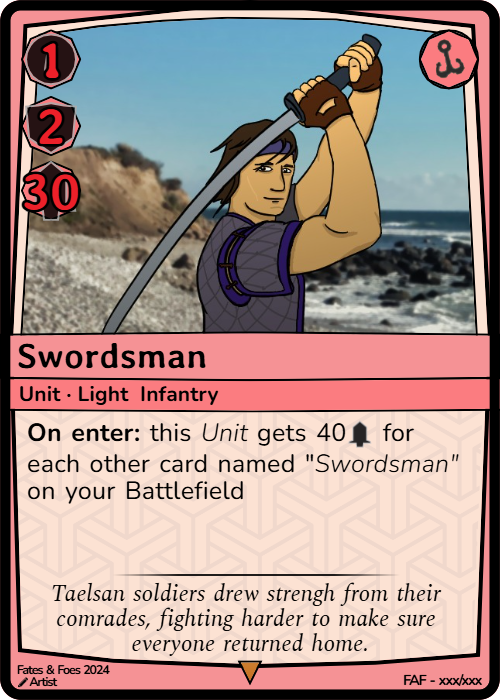 1
2
30
Swordsman
Unit · Light Infantry
On enter: this Unit gets 40 for
each other card named "Swordsman"
on your Battlefield
Taelsan soldiers drew strengh from their
comrades, fighting harder to make sure
everyone returned home.
Fates & Foes 2024
Artist
FAF - xxx/xxx